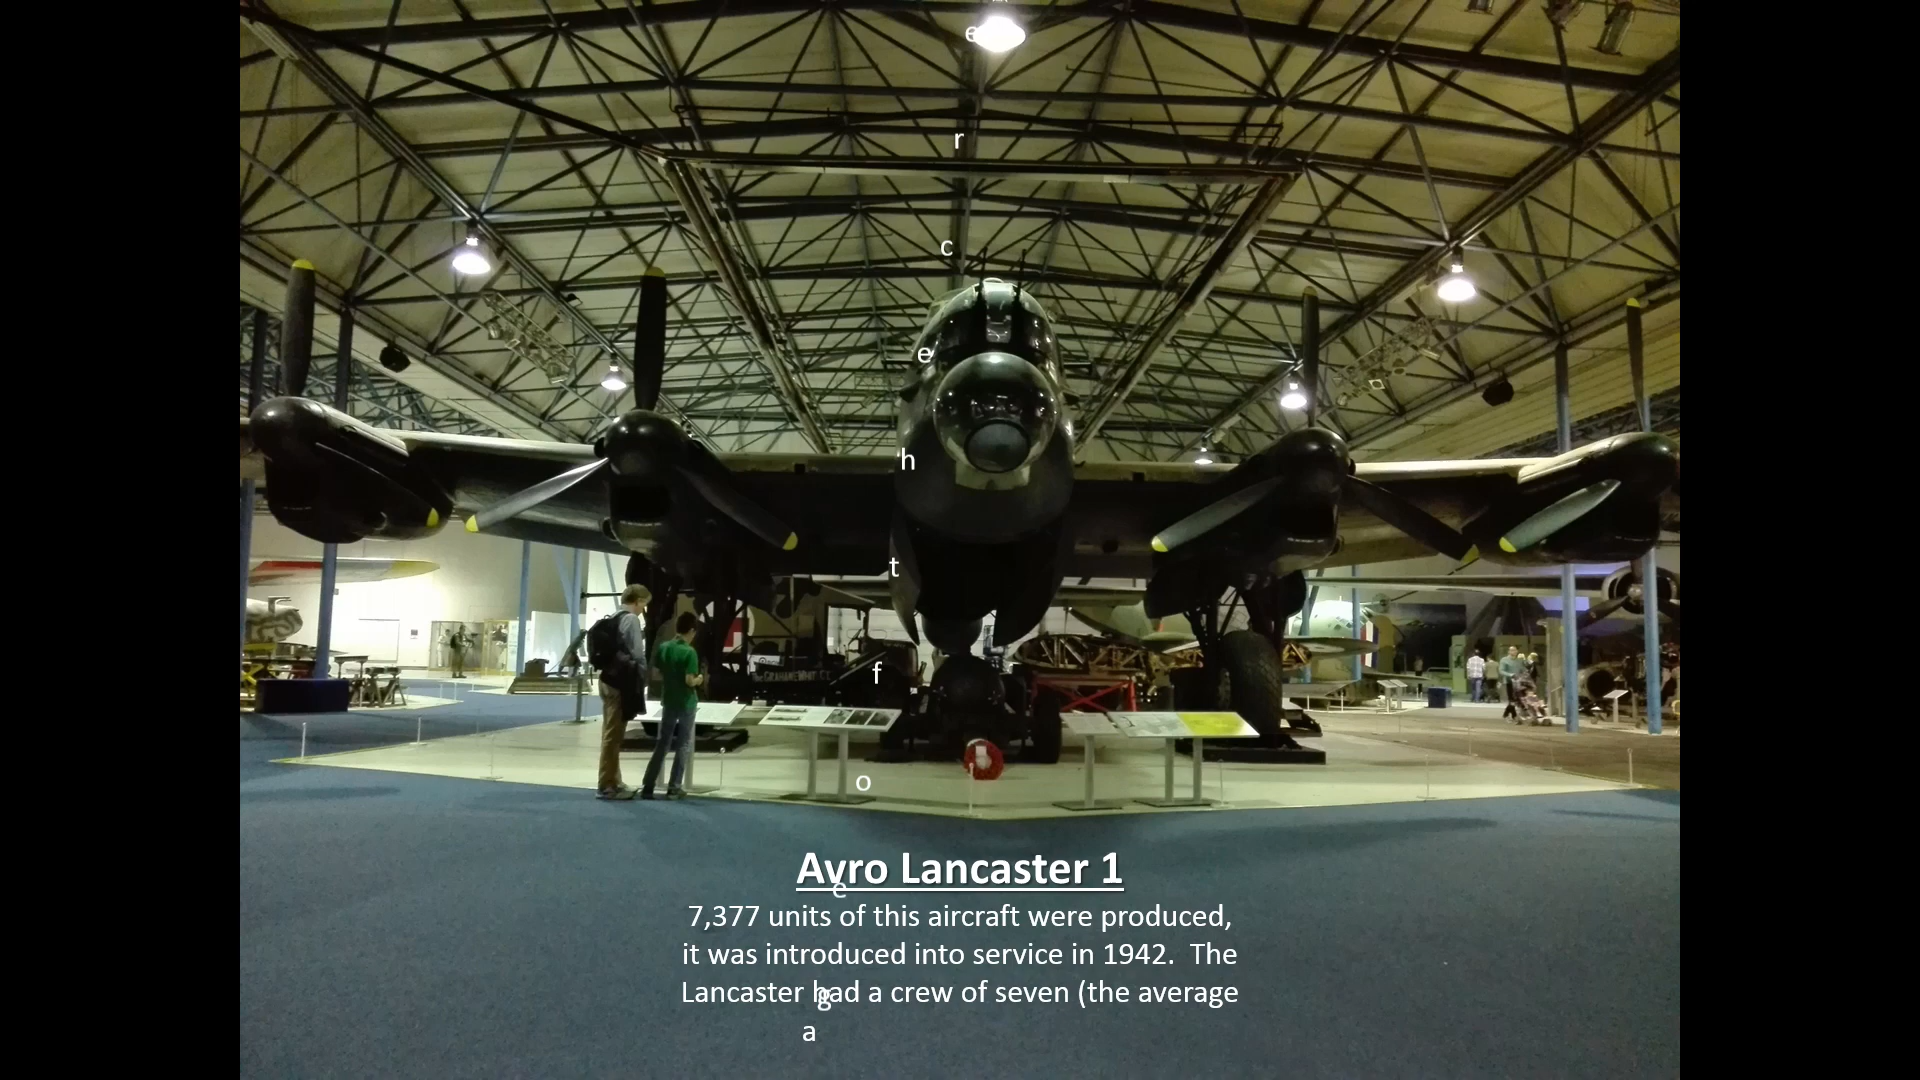 e
r
c
e
h
t
f
o
Avro Lancaster 1
e
7,377 units of this aircraft were produced,
it was introduced into service in 1942.  The
Lancaster had a crew of seven (the average
g
a